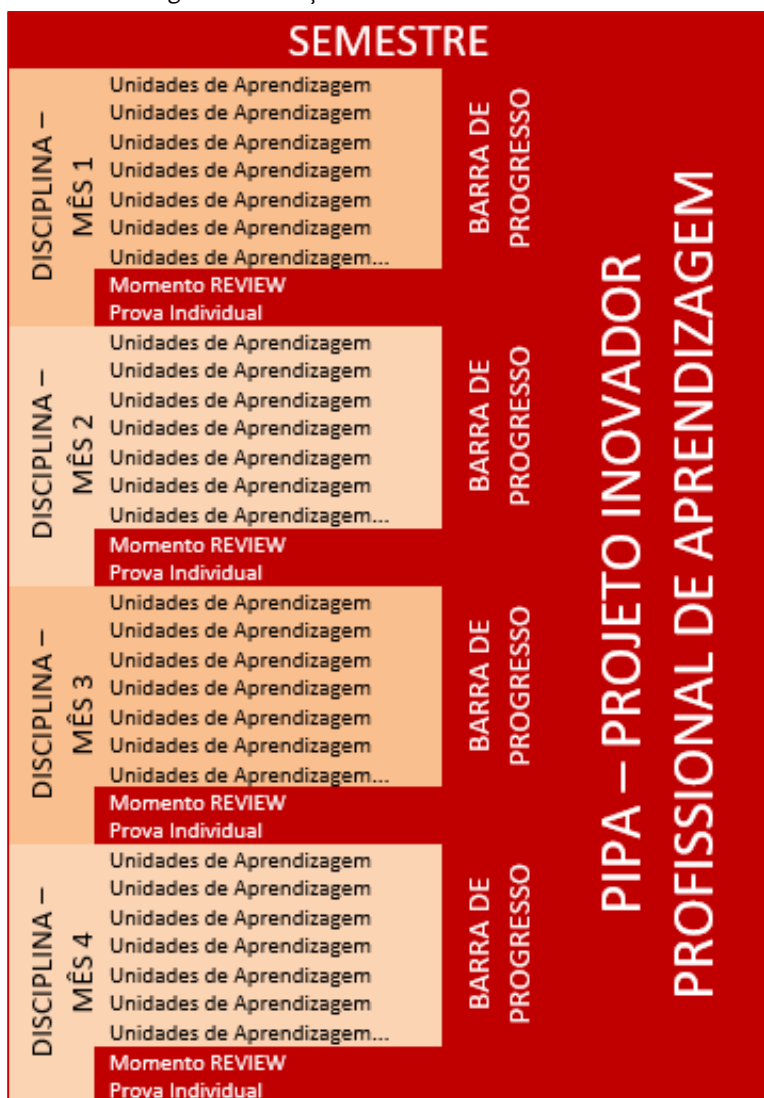 SEMESTRE
DISCIPLINA –
MÊS 1
Unidades de Aprendizagem
Unidades de Aprendizagem
Unidades de Aprendizagem
Unidades de Aprendizagem
Unidades de Aprendizagem
Unidades de Aprendizagem
Unidades de Aprendizagem...
Momento REVIEW
Prova Individual
BARRA DE
PROGRESSO
DISCIPLINA –
MÊS 2
Unidades de Aprendizagem
Unidades de Aprendizagem
Unidades de Aprendizagem
Unidades de Aprendizagem
Unidades de Aprendizagem
Unidades de Aprendizagem
Unidades de Aprendizagem...
Momento REVIEW
Prova Individual
BARRA DE
PROGRESSO
DISCIPLINA –
MÊS 3
Unidades de Aprendizagem
Unidades de Aprendizagem
Unidades de Aprendizagem
Unidades de Aprendizagem
Unidades de Aprendizagem
Unidades de Aprendizagem
Unidades de Aprendizagem...
Momento REVIEW
Prova Individual
BARRA DE
PROGRESSO
DISCIPLINA –
MÊS 4
Unidades de Aprendizagem
Unidades de Aprendizagem
Unidades de Aprendizagem
Unidades de Aprendizagem
Unidades de Aprendizagem
Unidades de Aprendizagem
Unidades de Aprendizagem...
Momento REVIEW
Prova Individual
BARRA DE
PROGRESSO
PIPA – PROJETO INOVADOR
PROFISSIONAL DE APRENDIZAGEM